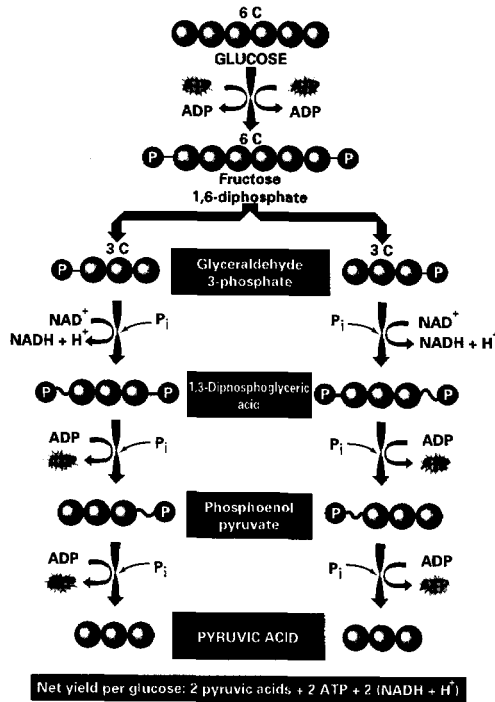 6 C
GLUCOSE
ADP ADP
6 C
P P
Fructose
1,6-diphosphate
3 C 3 C
P Glyceraldehyde P
3-phosphate
NAD⁺ Pi Pi NAD⁺
NADH + H⁺ NADH + H⁺
P P 1,3-Dipnosphoglyceric P P
acic
ADP Pi Pi ADP
P Phosphoenol P
pyruvate
ADP Pi Pi ADP
PYRUVIC ACID
Net yield per glucose: 2 pyruvic acids + 2 ATP + 2 (NADH + H⁺)